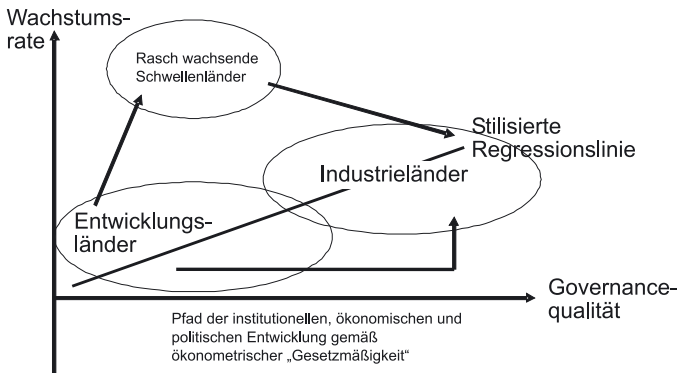 Wachstums-
rate
Rasch wachsende
Schwellenländer
Stilisierte
Regressionslinie
Industrieländer
Entwicklungs-
länder
Governance-
qualität
Pfad der institutionellen, ökonomischen und
politischen Entwicklung gemäß
ökonometrischer „Gesetzmäßigkeit“